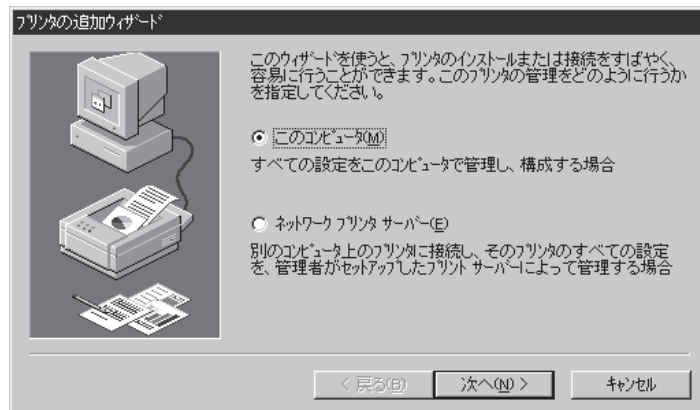 プリンタの追加ウィザード
このウィザードを使うと、プリンタのインストールまたは接続をすばやく、
容易に行うことができます。このプリンタの管理をどのように行うか
を指定してください。
このコンピュータ(M)
すべての設定をこのコンピュータで管理し、構成する場合
ネットワーク プリンタ サーバー(E)
別のコンピュータ上のプリンタに接続し、そのプリンタのすべての設定
を、管理者がセットアップしたプリント サーバーによって管理する場合
< 戻る(B)
次へ(N) >
キャンセル